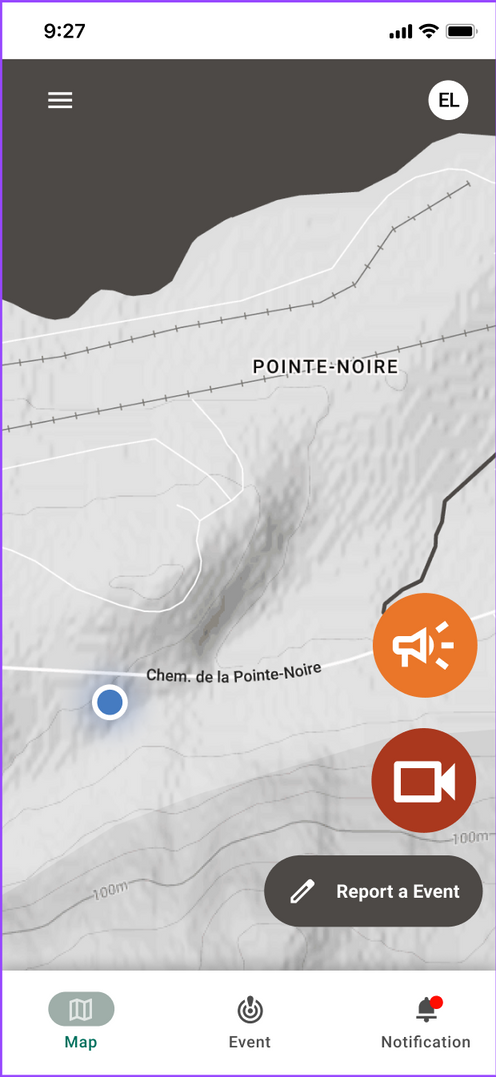 9:27
EL
POINTE-NOIRE
Chem. de la Pointe-Noire
100m
100m
Report a Event
Map
Event
Notification